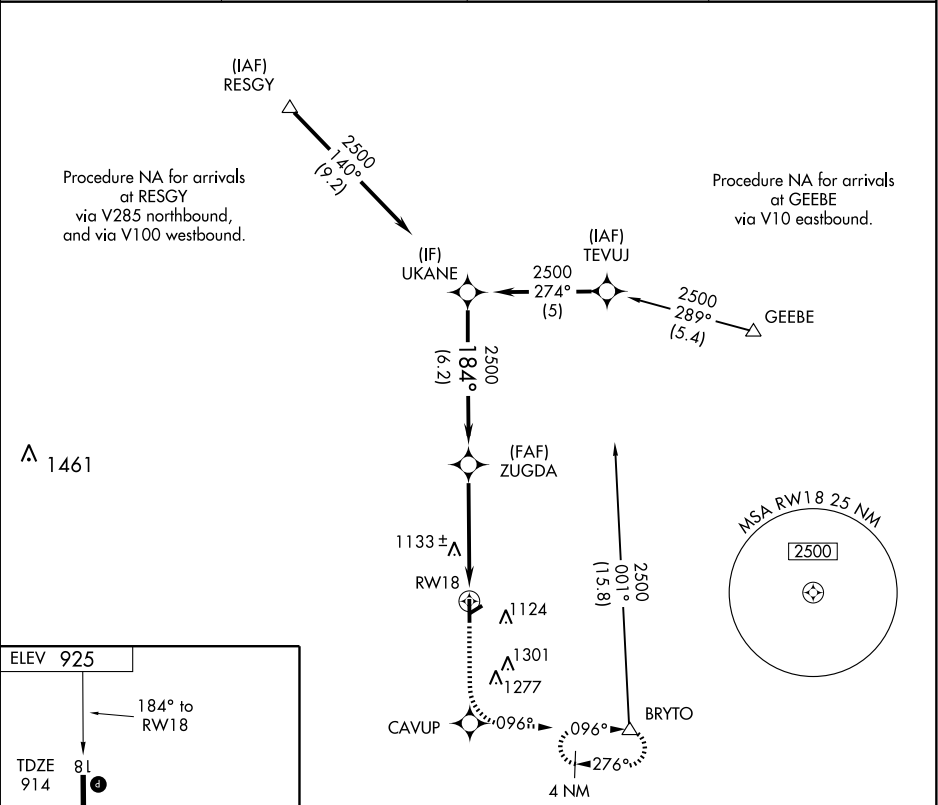 (IAF)
RESGY
2500
140°
(9.2)
Procedure NA for arrivals
at RESGY
via V285 northbound,
and via V100 westbound.
Procedure NA for arrivals
at GEEBE
via V10 eastbound.
(IF)
UKANE
(IAF)
TEVUJ
2500
274°
(5)
2500
289°
(5.4)
GEEBE
2500
184°
(6.2)
1461
(FAF)
ZUGDA
MSA RW18 25 NM
2500
1133 ±
RW18
1124
2500
001°
(15.8)
1301
1277
CAVUP
096°
096°
BRYTO
276°
4 NM
ELEV 925
184° to
RW18
TDZE
914
18
P